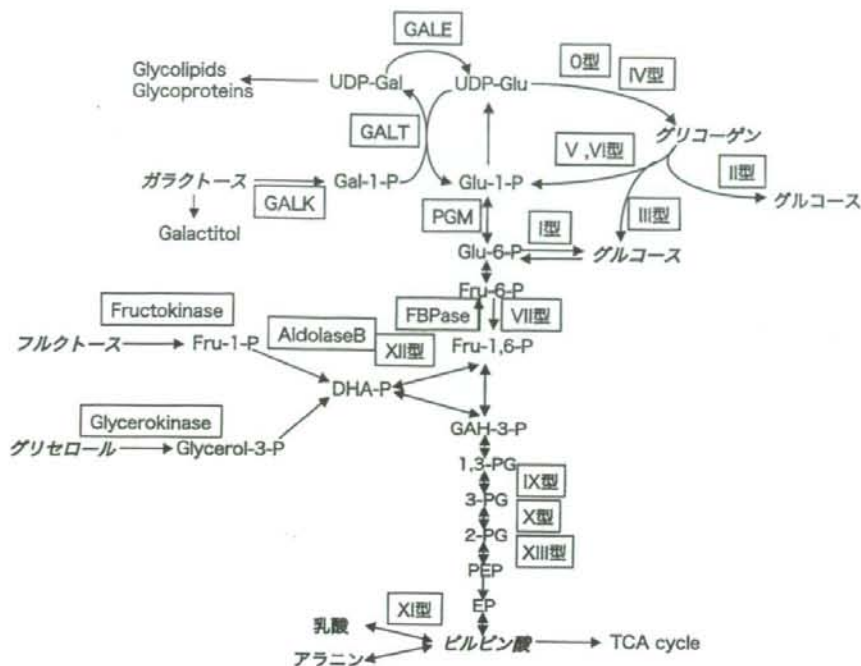 GALE
Glycolipids
Glycoproteins
UDP-Gal
UDP-Glu
0型
IV型
GALT
グリコーゲン
V ,VI型
II型
ガラクトース
GALK
Gal-1-P
Glu-1-P
グルコース
Galactitol
PGM
I型
III型
Glu-6-P
グルコース
Fru-6-P
Fructokinase
AldolaseB
FBPase
VII型
フルクトース
Fru-1-P
XII型
Fru-1,6-P
DHA-P
Glycerokinase
GAH-3-P
グリセロール
Glycerol-3-P
1,3-PG
IX型
3-PG
X型
2-PG
XIII型
PEP
EP
XI型
乳酸
ピルビン酸
TCA cycle
アラニン